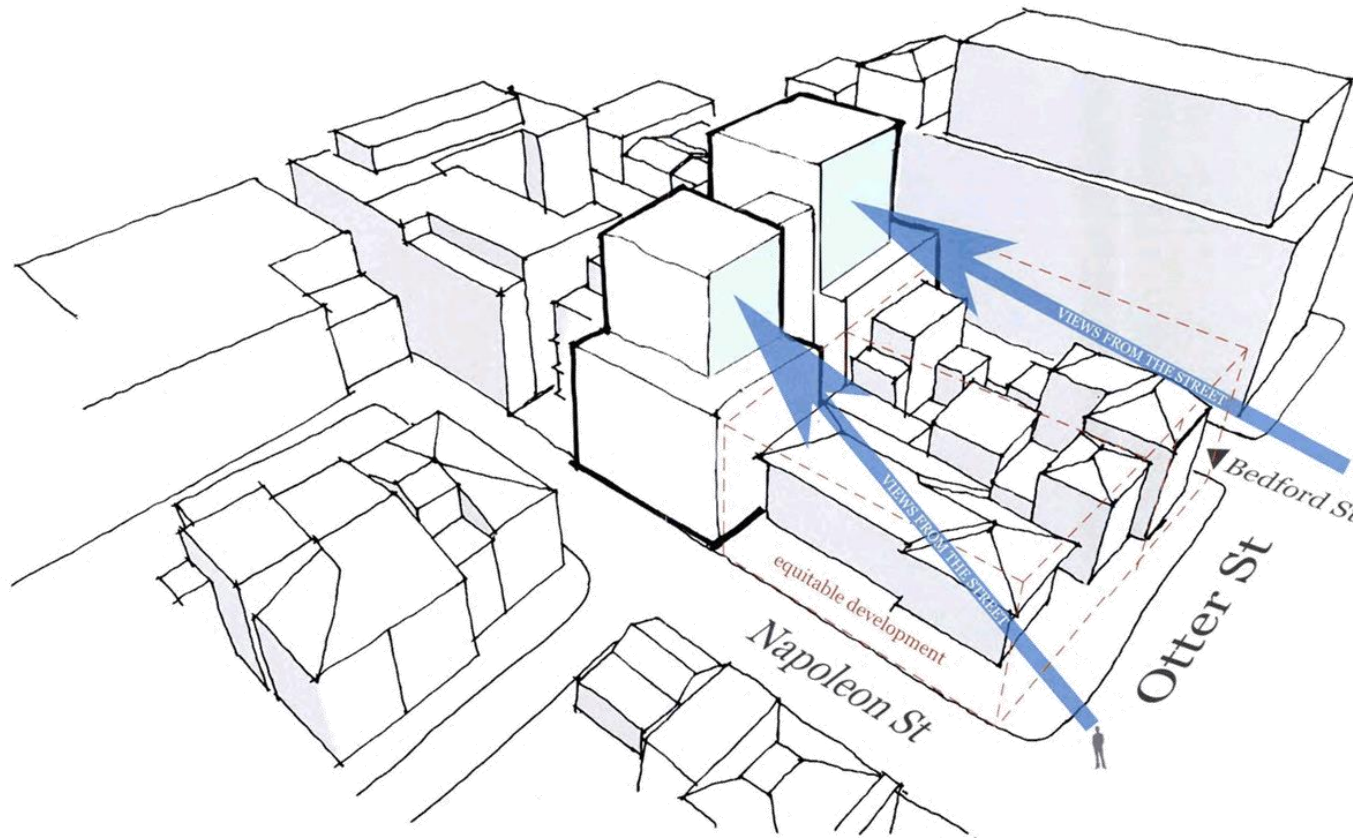 VIEWS FROM THE STREET
VIEWS FROM THE STREET
Bedford St
Otter St
equitable development
Napoleon St